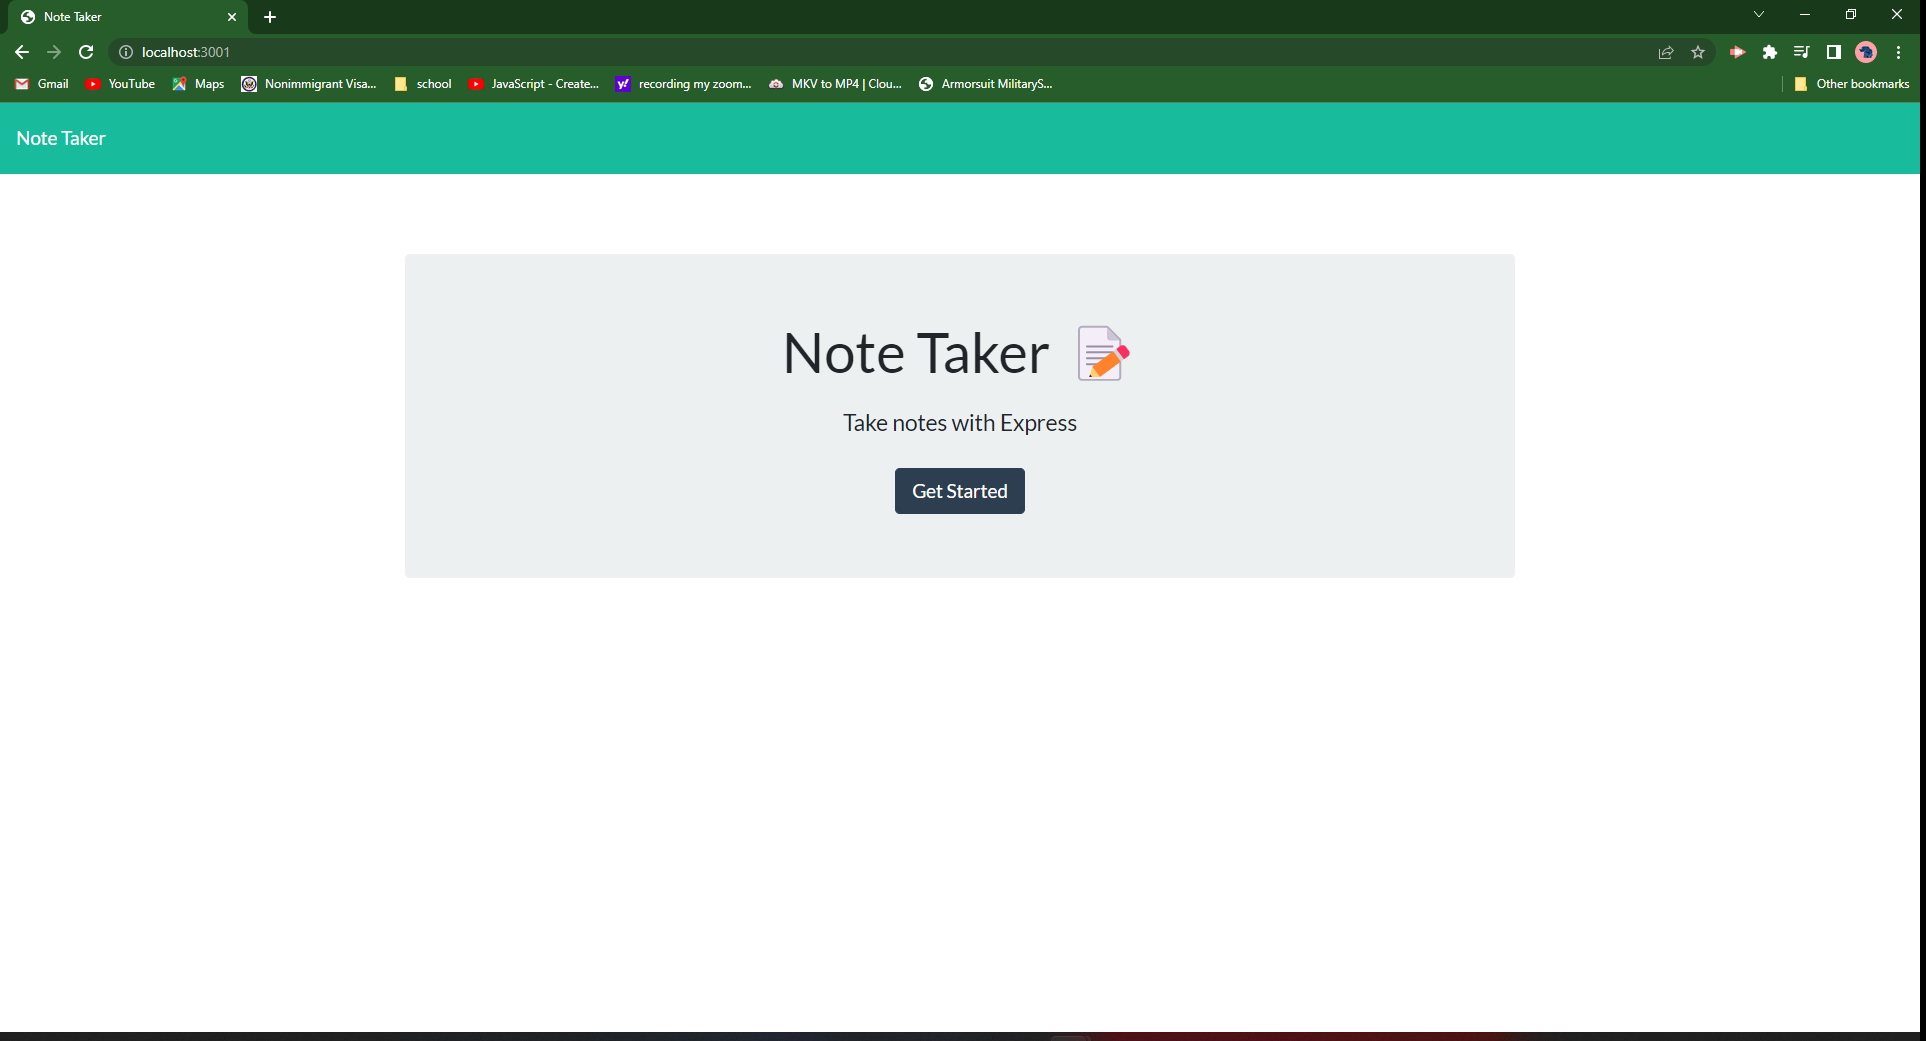 Note Taker
localhost:3001
Gmail YouTube Maps Nonimmigrant Visa... school JavaScript - Create... recording my zoom... MKV to MP4 | Clou... Armorsuit MilitaryS... Other bookmarks
Note Taker
Note Taker
Take notes with Express
Get Started